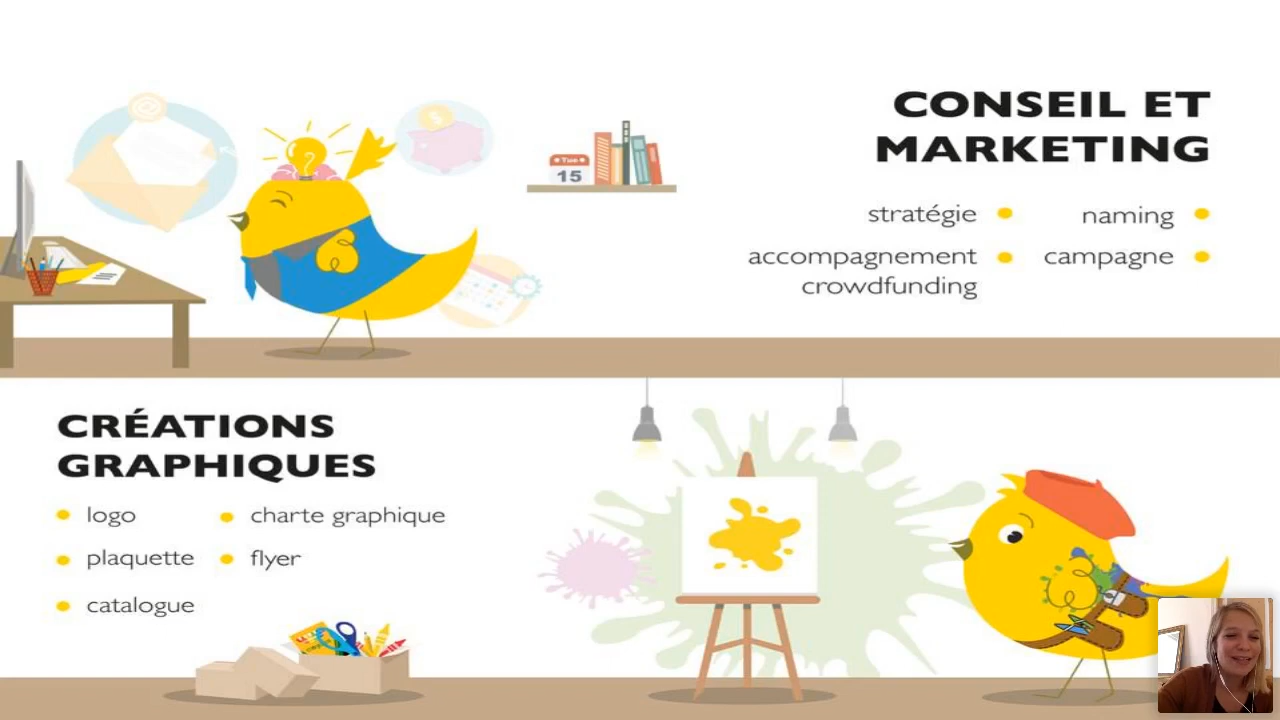 CONSEIL ET
MARKETING
stratégie
naming
accompagnement
crowdfunding
campagne
Tue
15
@
$
?
CRÉATIONS
GRAPHIQUES
logo
charte graphique
plaquette
flyer
catalogue